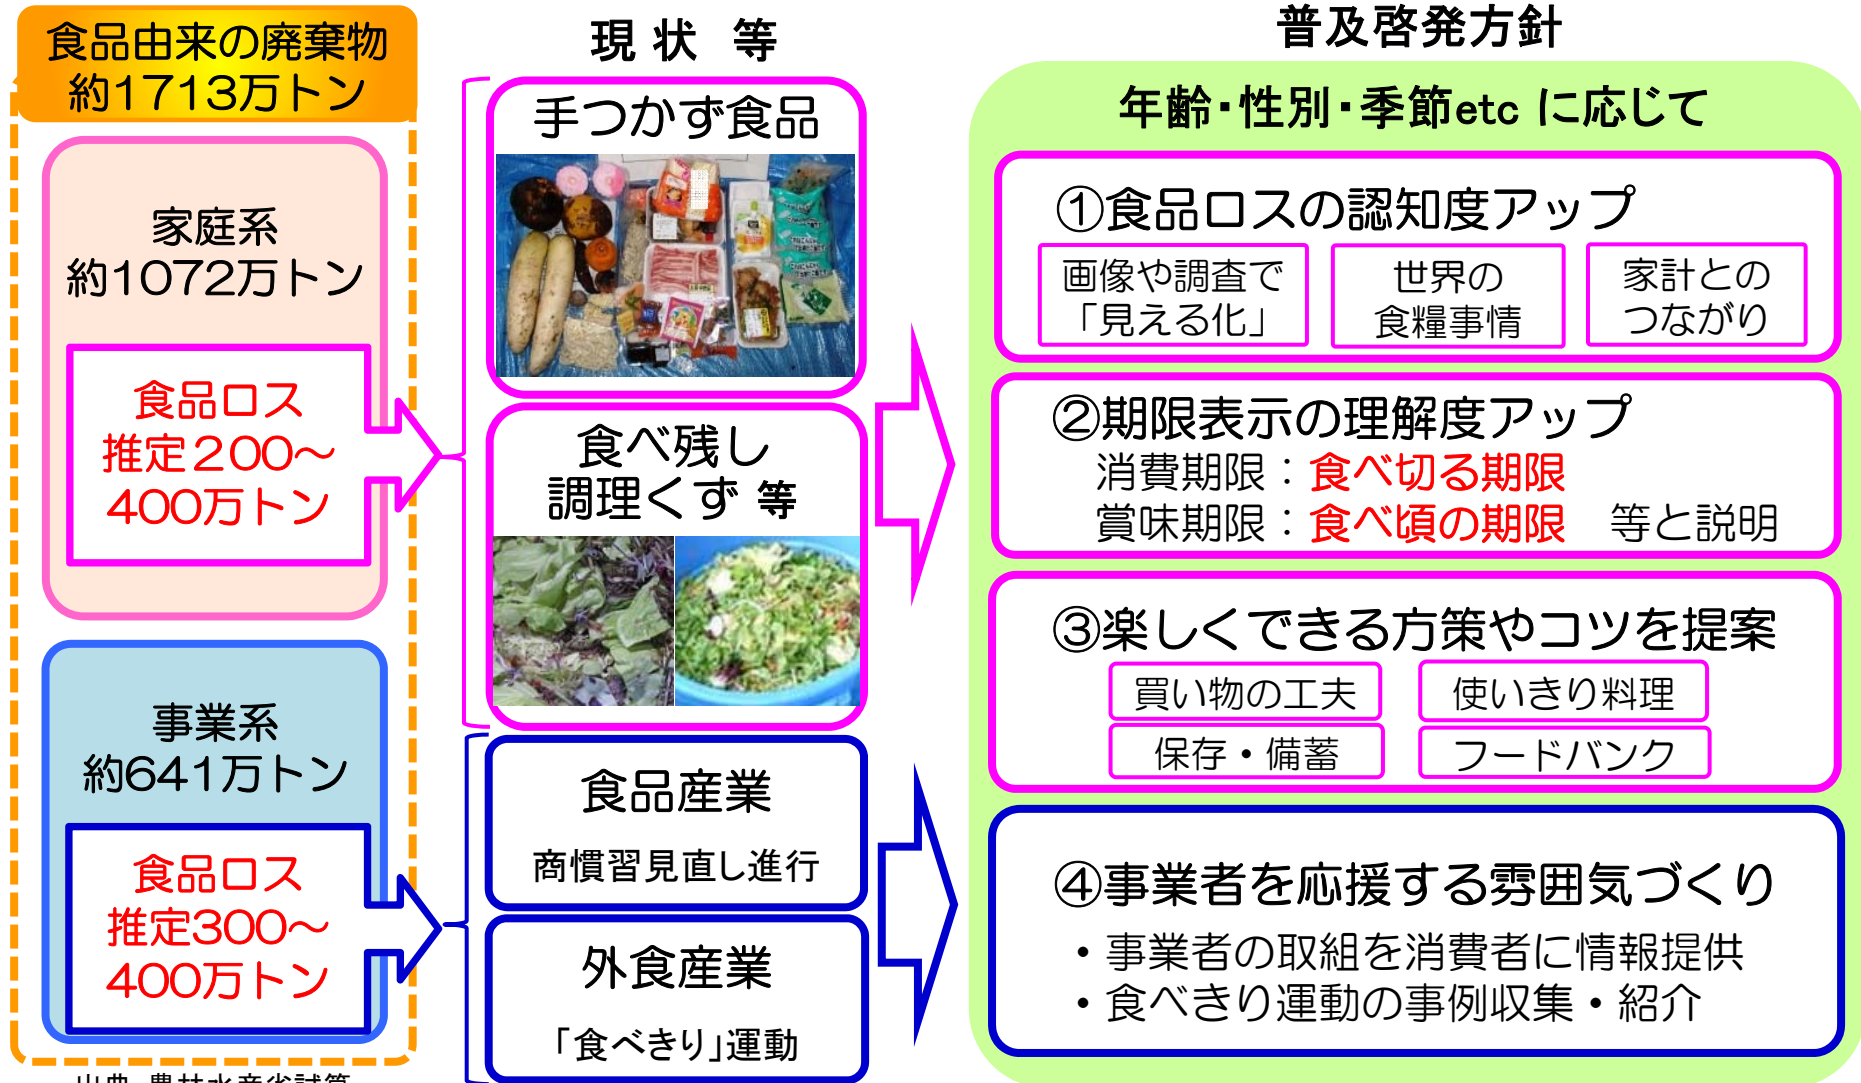 食品由来の廃棄物
約1713万トン
家庭系
約1072万トン
食品ロス
推定200～
400万トン
事業系
約641万トン
食品ロス
推定300～
400万トン
出典 農林水産省試算
現状 等
手つかず食品
食べ残し
調理くず 等
食品産業
商慣習見直し進行
外食産業
「食べきり」運動
普及啓発方針
年齢・性別・季節etc に応じて
①食品ロスの認知度アップ
画像や調査で
「見える化」
世界の
食糧事情
家計との
つながり
②期限表示の理解度アップ
消費期限：食べ切る期限
賞味期限：食べ頃の期限 等と説明
③楽しくできる方策やコツを提案
買い物の工夫
使いきり料理
保存・備蓄
フードバンク
④事業者を応援する雰囲気づくり
・事業者の取組を消費者に情報提供
・食べきり運動の事例収集・紹介